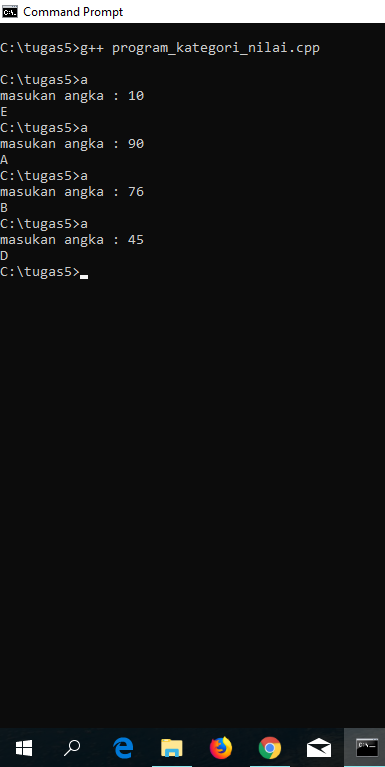 Command Prompt
C:\tugas5>g++ program_kategori_nilai.cpp
C:\tugas5>a
masukan angka : 10
E
C:\tugas5>a
masukan angka : 90
A
C:\tugas5>a
masukan angka : 76
B
C:\tugas5>a
masukan angka : 45
D
C:\tugas5>